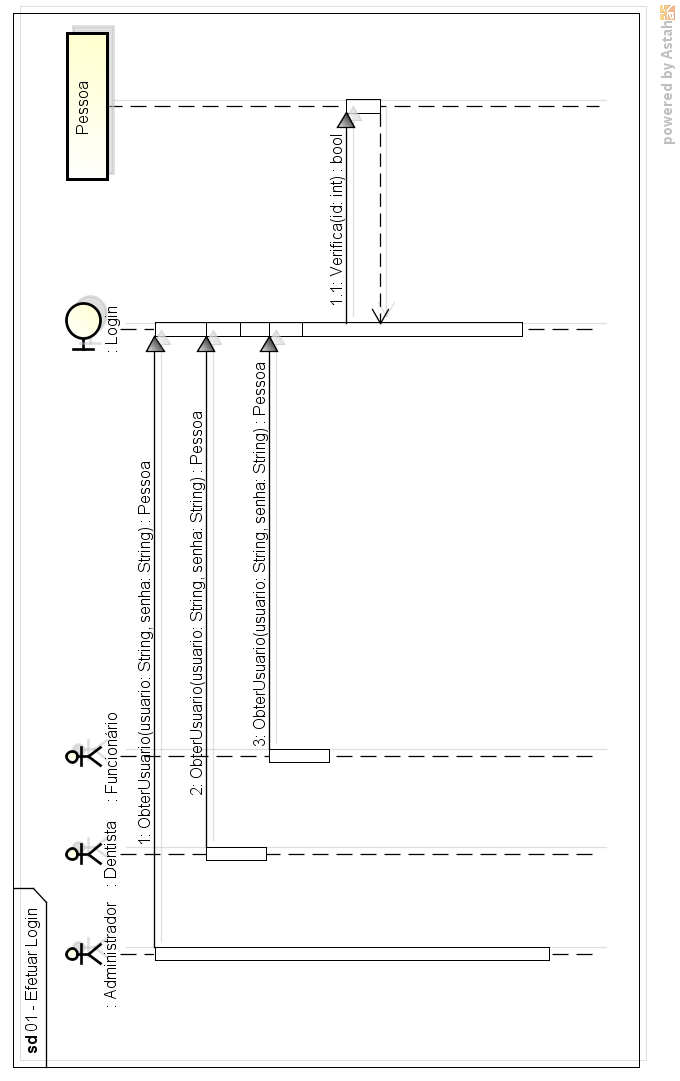 sd 01 - Efetuar Login
: Administrador
: Dentista
: Funcionário
: Login
Pessoa
1: ObterUsuario(usuario: String, senha: String) : Pessoa
2: ObterUsuario(usuario: String, senha: String) : Pessoa
3: ObterUsuario(usuario: String, senha: String) : Pessoa
1.1: Verifica(id: int) : bool
powered by Astah